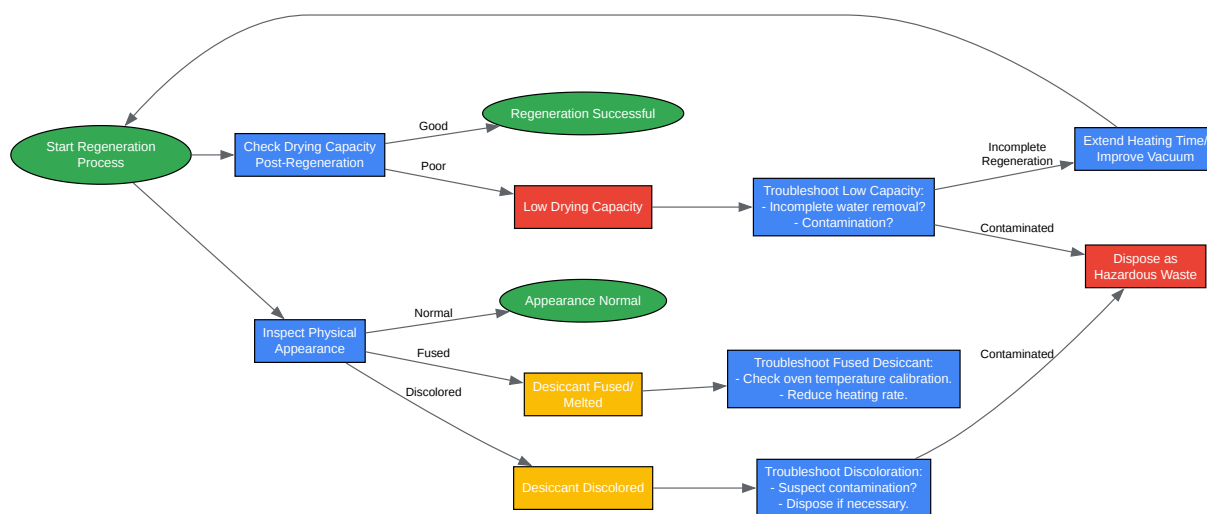 Start Regeneration
Process
Check Drying Capacity
Post-Regeneration
Good
Regeneration Successful
Poor
Low Drying Capacity
Troubleshoot Low Capacity:
- Incomplete water removal?
- Contamination?
Incomplete
Regeneration
Extend Heating Time/
Improve Vacuum
Contaminated
Dispose as
Hazardous Waste
Inspect Physical
Appearance
Normal
Appearance Normal
Fused
Desiccant Fused/
Melted
Troubleshoot Fused Desiccant:
- Check oven temperature calibration.
- Reduce heating rate.
Discolored
Desiccant Discolored
Troubleshoot Discoloration:
- Suspect contamination?
- Dispose if necessary.
Contaminated